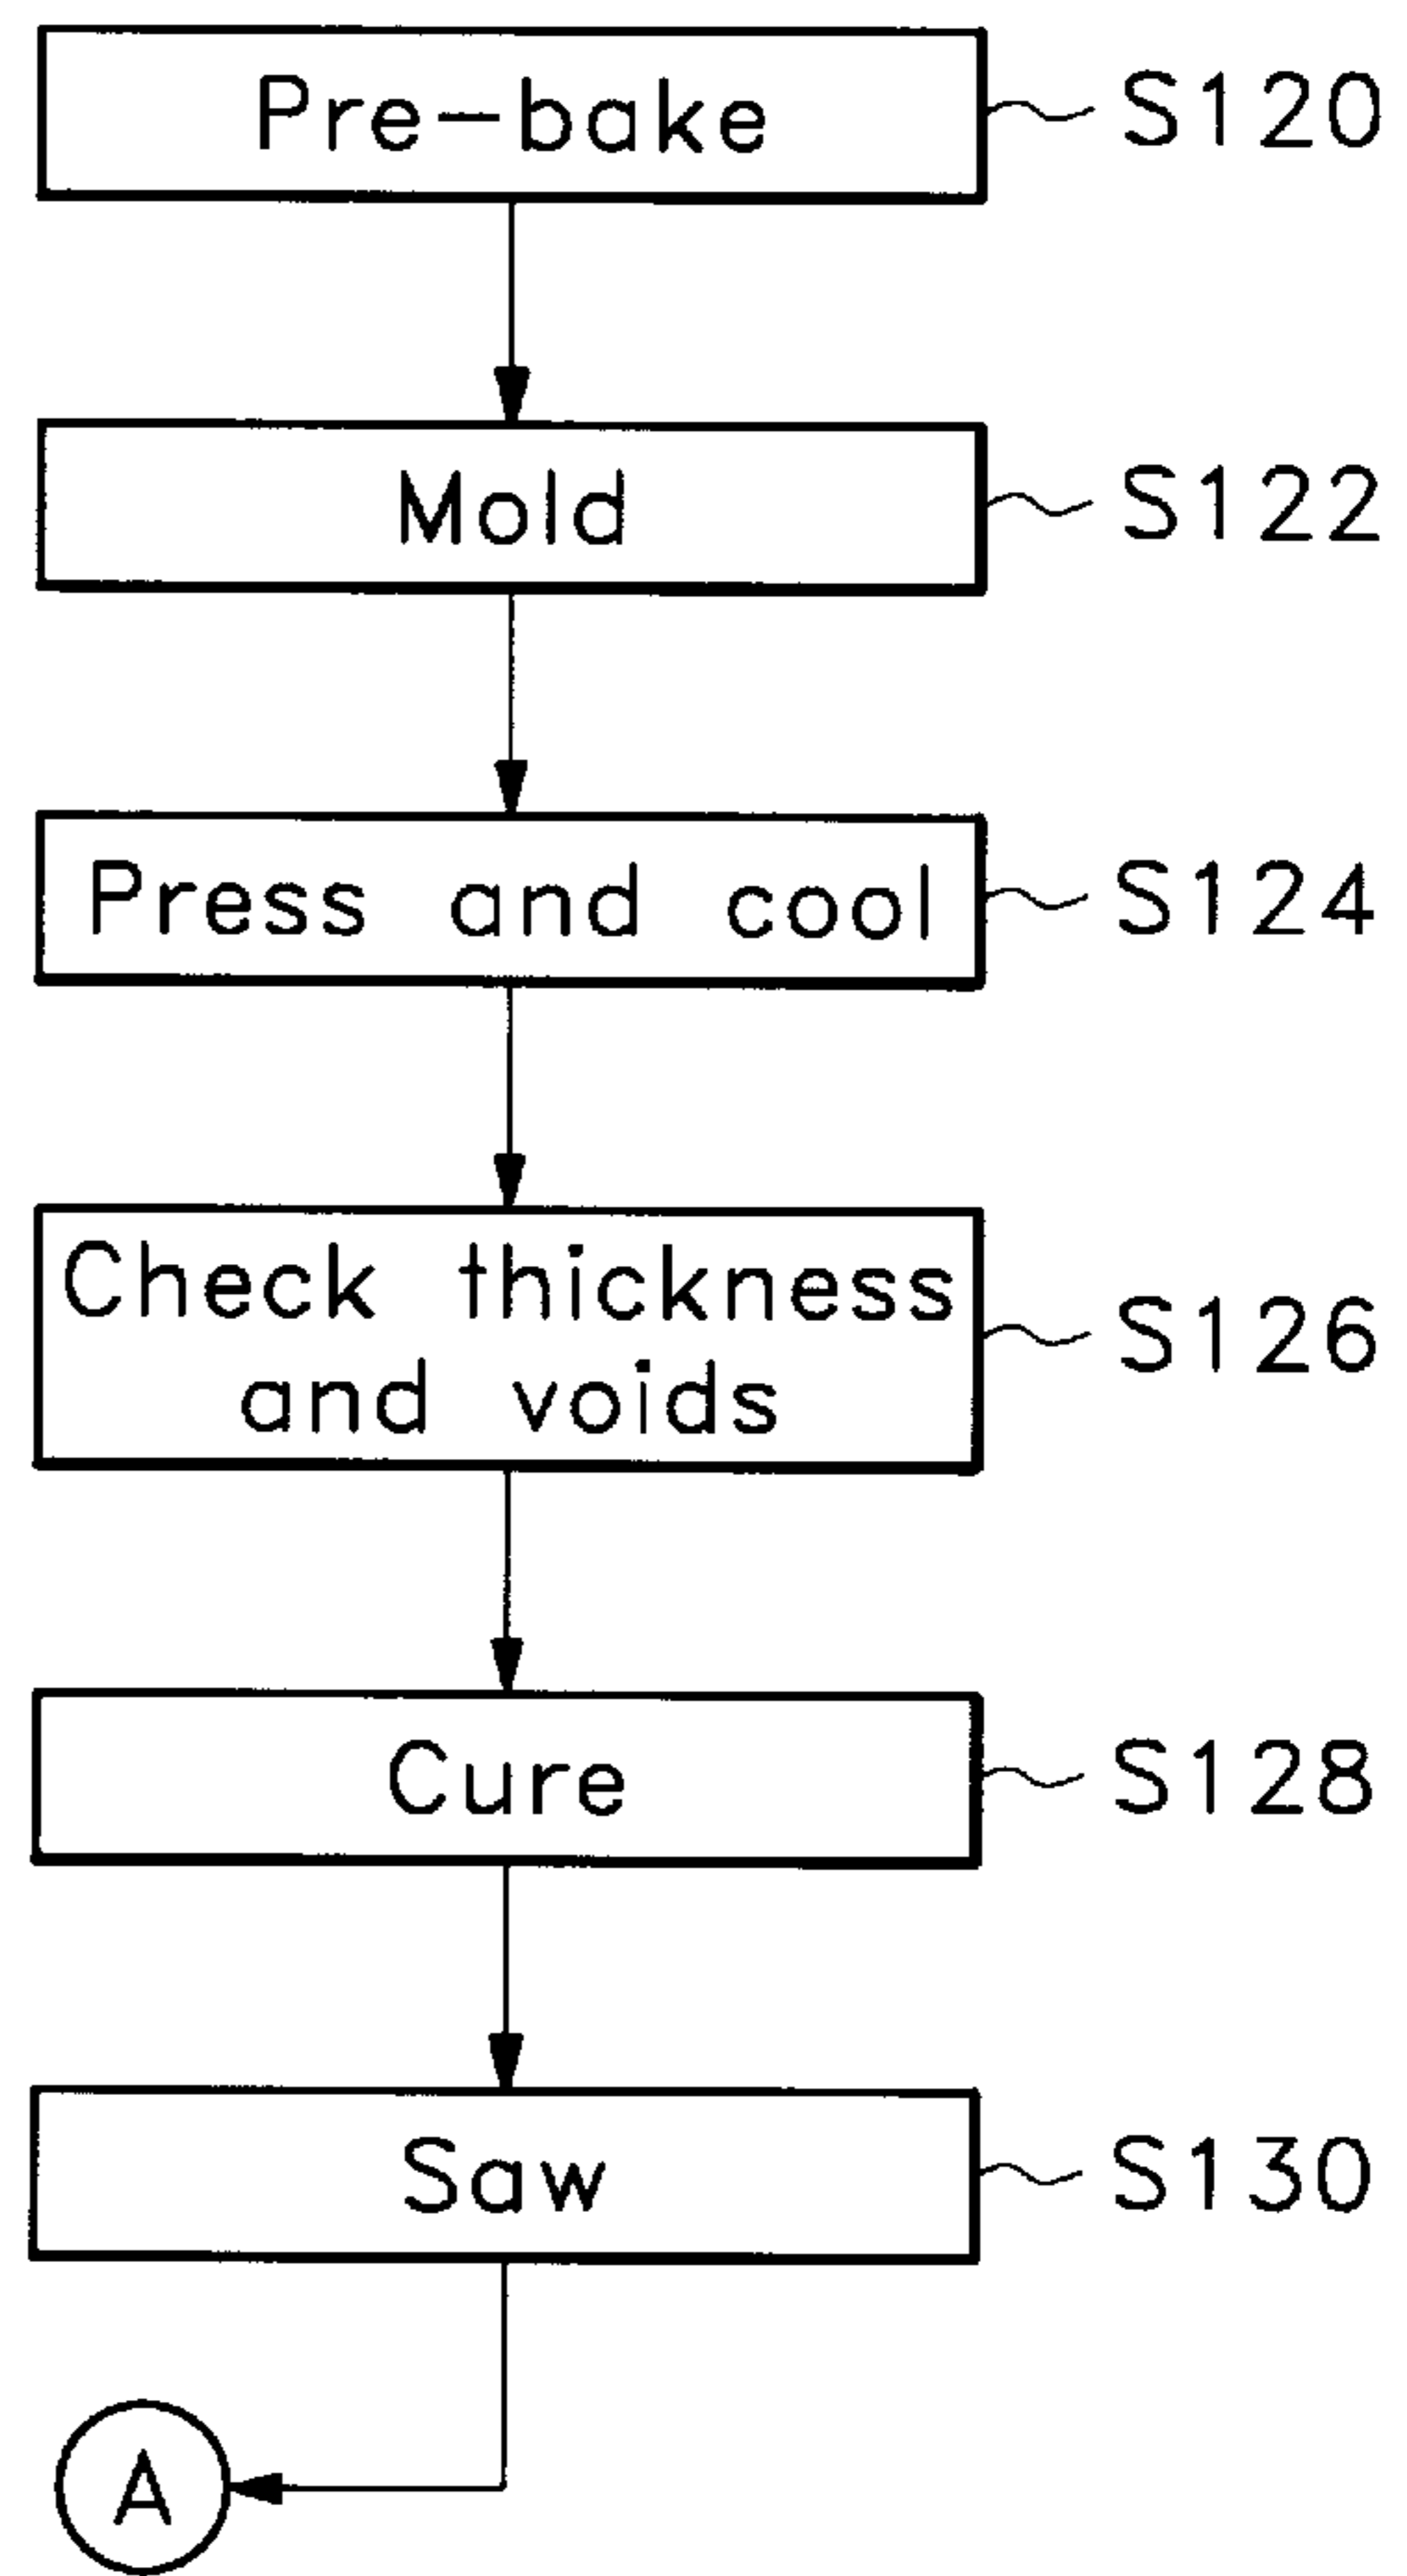 Pre-bake S120
Mold S122
Press and cool S124
Check thickness
and voids S126
Cure S128
Saw S130
A